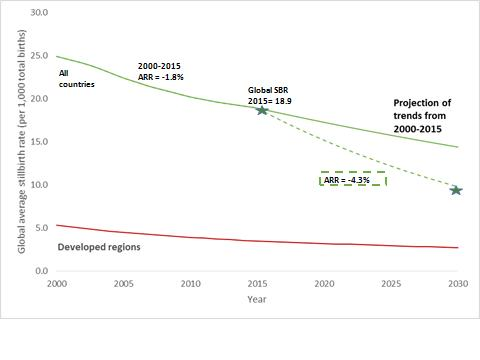 30.0
25.0
20.0
15.0
10.0
5.0
0.0
Global average stillbirth rate (per 1,000 total births)
All
countries
2000-2015
ARR = -1.8%
Global SBR
2015= 18.9
Projection of
trends from
2000-2015
ARR = -4.3%
Developed regions
2000
2005
2010
2015
2020
2025
2030
Year